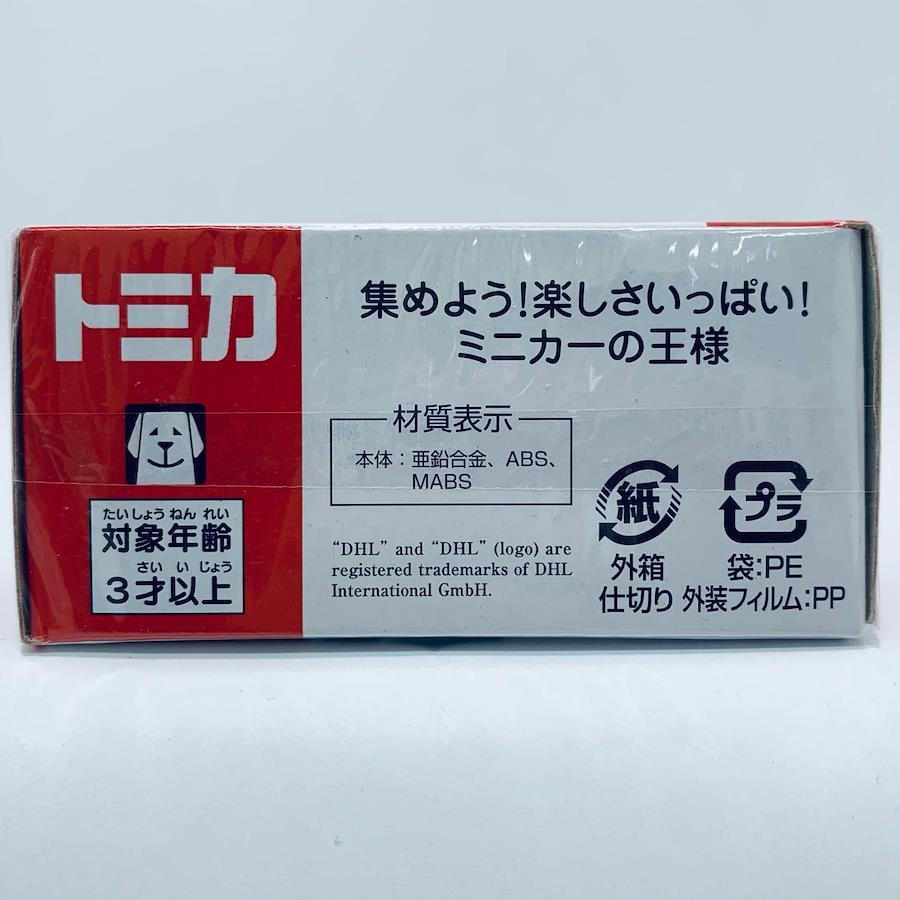 トミカ
たいしょうねんれい
対象年齢
さいいじょう
3才以上
集めよう!楽しさいっぱい!
ミニカーの王様
材質表示
本体:亜鉛合金、ABS、
MABS
“DHL” and “DHL” (logo) are
registered trademarks of DHL
International GmbH.
紙
外箱
仕切り
プラ
袋:PE
外装フィルム:PP